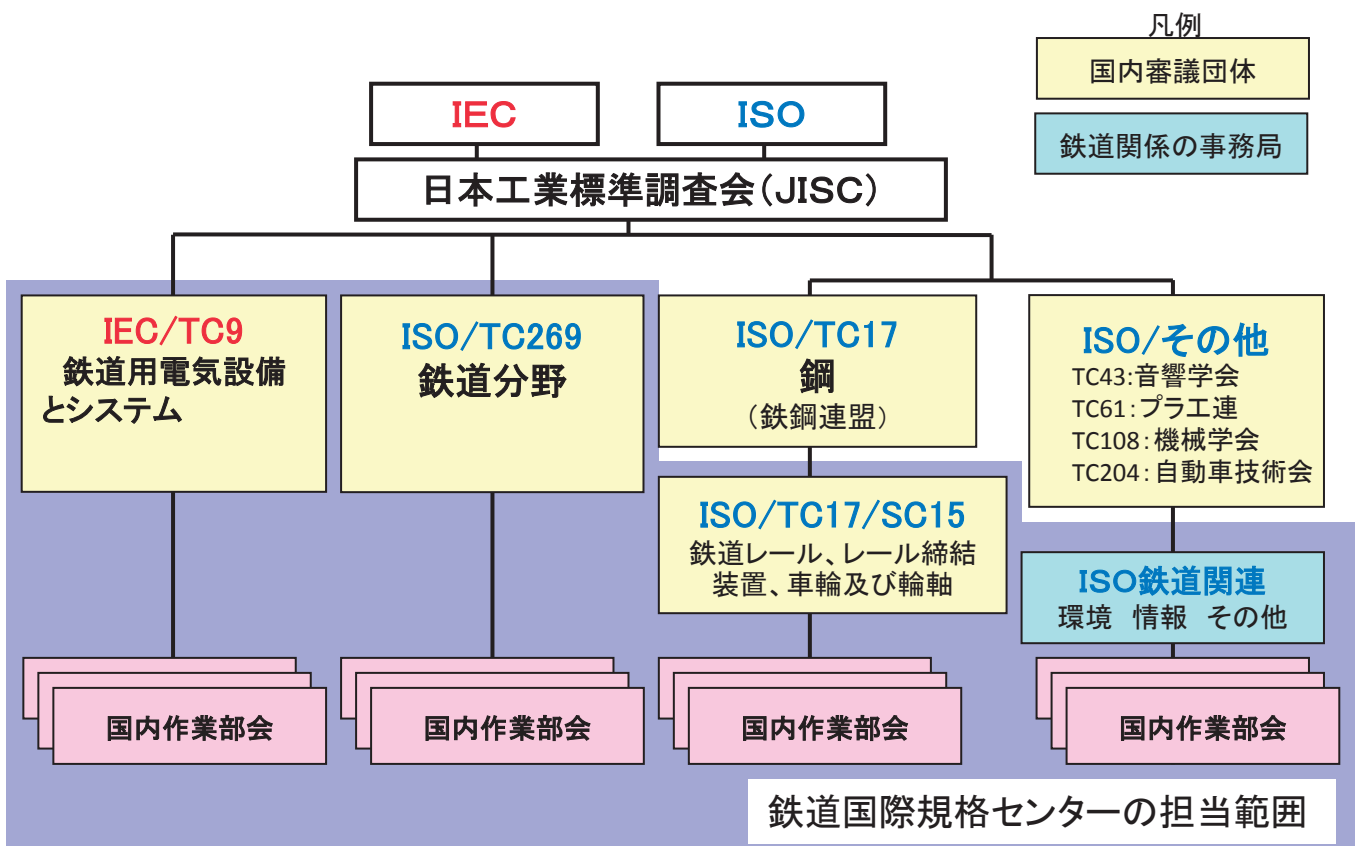 凡例
国内審議団体
鉄道関係の事務局
IEC
ISO
日本工業標準調査会(JISC)
IEC/TC9
鉄道用電気設備
とシステム
ISO/TC269
鉄道分野
ISO/TC17
鋼
(鉄鋼連盟)
ISO/その他
TC43:音響学会
TC61:プラ工連
TC108:機械学会
TC204:自動車技術会
ISO/TC17/SC15
鉄道レール、レール締結
装置、車輪及び輪軸
ISO鉄道関連
環境 情報 その他
国内作業部会
国内作業部会
国内作業部会
国内作業部会
鉄道国際規格センターの担当範囲